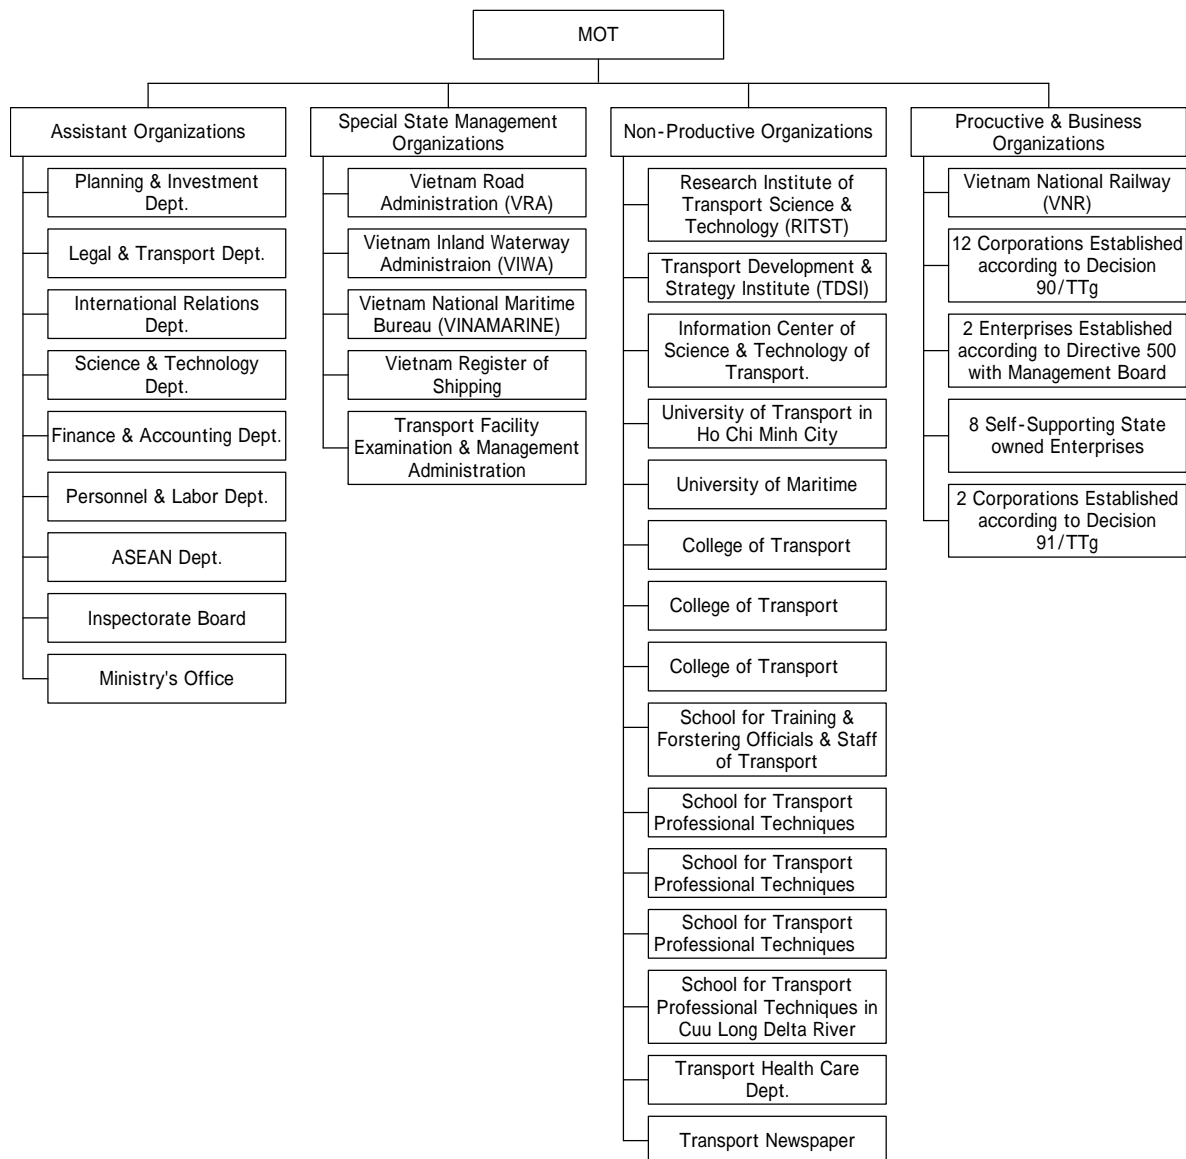 MOT
Assistant Organizations
Planning & Investment
Dept.
Legal & Transport Dept.
International Relations
Dept.
Science & Technology
Dept.
Finance & Accounting Dept.
Personnel & Labor Dept.
ASEAN Dept.
Inspectorate Board
Ministry's Office
Special State Management
Organizations
Vietnam Road
Administration (VRA)
Vietnam Inland Waterway
Administraion (VIWA)
Vietnam National Maritime
Bureau (VINAMARINE)
Vietnam Register of
Shipping
Transport Facility
Examination & Management
Administration
Non-Productive Organizations
Research Institute of
Transport Science &
Technology (RITST)
Transport Development &
Strategy Institute (TDSI)
Information Center of
Science & Technology of
Transport.
University of Transport in
Ho Chi Minh City
University of Maritime
College of Transport
College of Transport
College of Transport
School for Training &
Forstering Officials & Staff
of Transport
School for Transport
Professional Techniques
School for Transport
Professional Techniques
School for Transport
Professional Techniques
School for Transport
Professional Techniques in
Cuu Long Delta River
Transport Health Care
Dept.
Transport Newspaper
Procuctive & Business
Organizations
Vietnam National Railway
(VNR)
12 Corporations Established
according to Decision
90/TTg
2 Enterprises Established
according to Directive 500
with Management Board
8 Self-Supporting State
owned Enterprises
2 Corporations Established
according to Decision
91/TTg